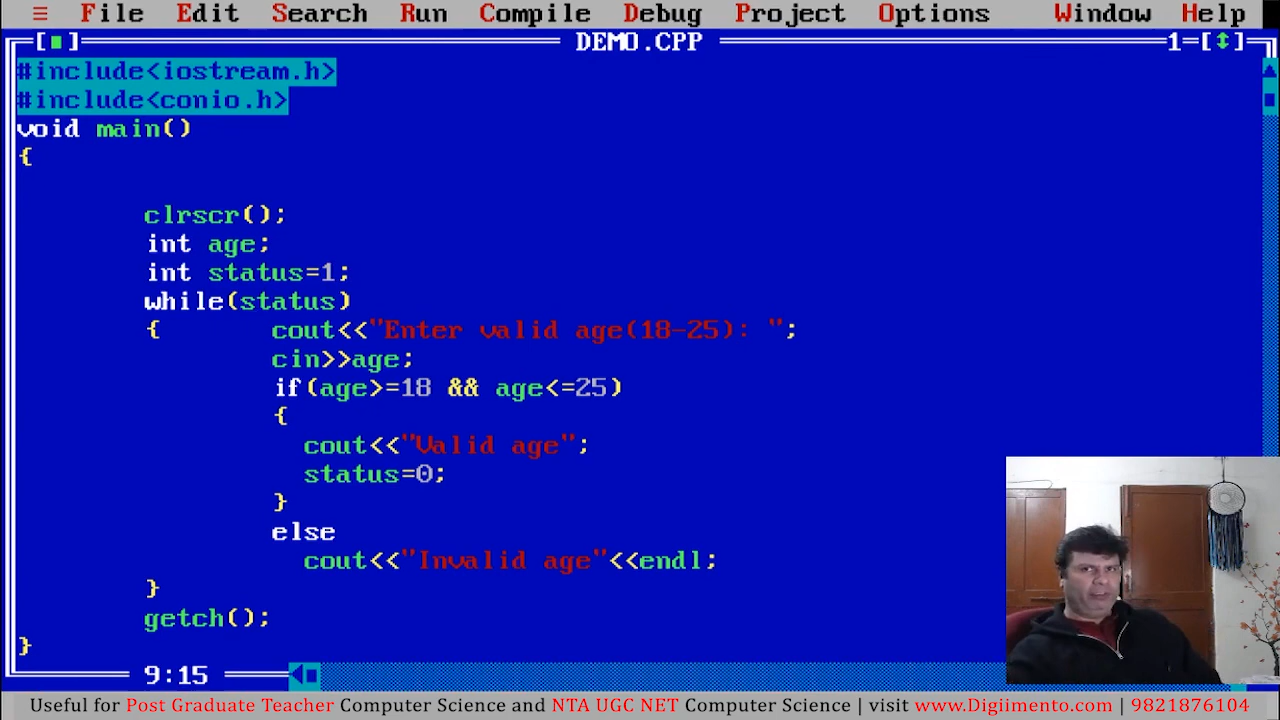 ≡ File Edit Search Run Compile Debug Project Options Window Help
[■] DEMO.CPP 1=[↕]
#include<iostream.h>
#include<conio.h>
void main()
{
clrscr();
int age;
int status=1;
while(status)
{ cout<<"Enter valid age(18-25): ";
cin>>age;
if(age>=18 && age<=25)
{
cout<<"Valid age";
status=0;
}
else
cout<<"Invalid age"<<endl;
}
getch();
}
9:15
Useful for Post Graduate Teacher Computer Science and NTA UGC NET Computer Science | visit www.Digiimento.com | 9821876104